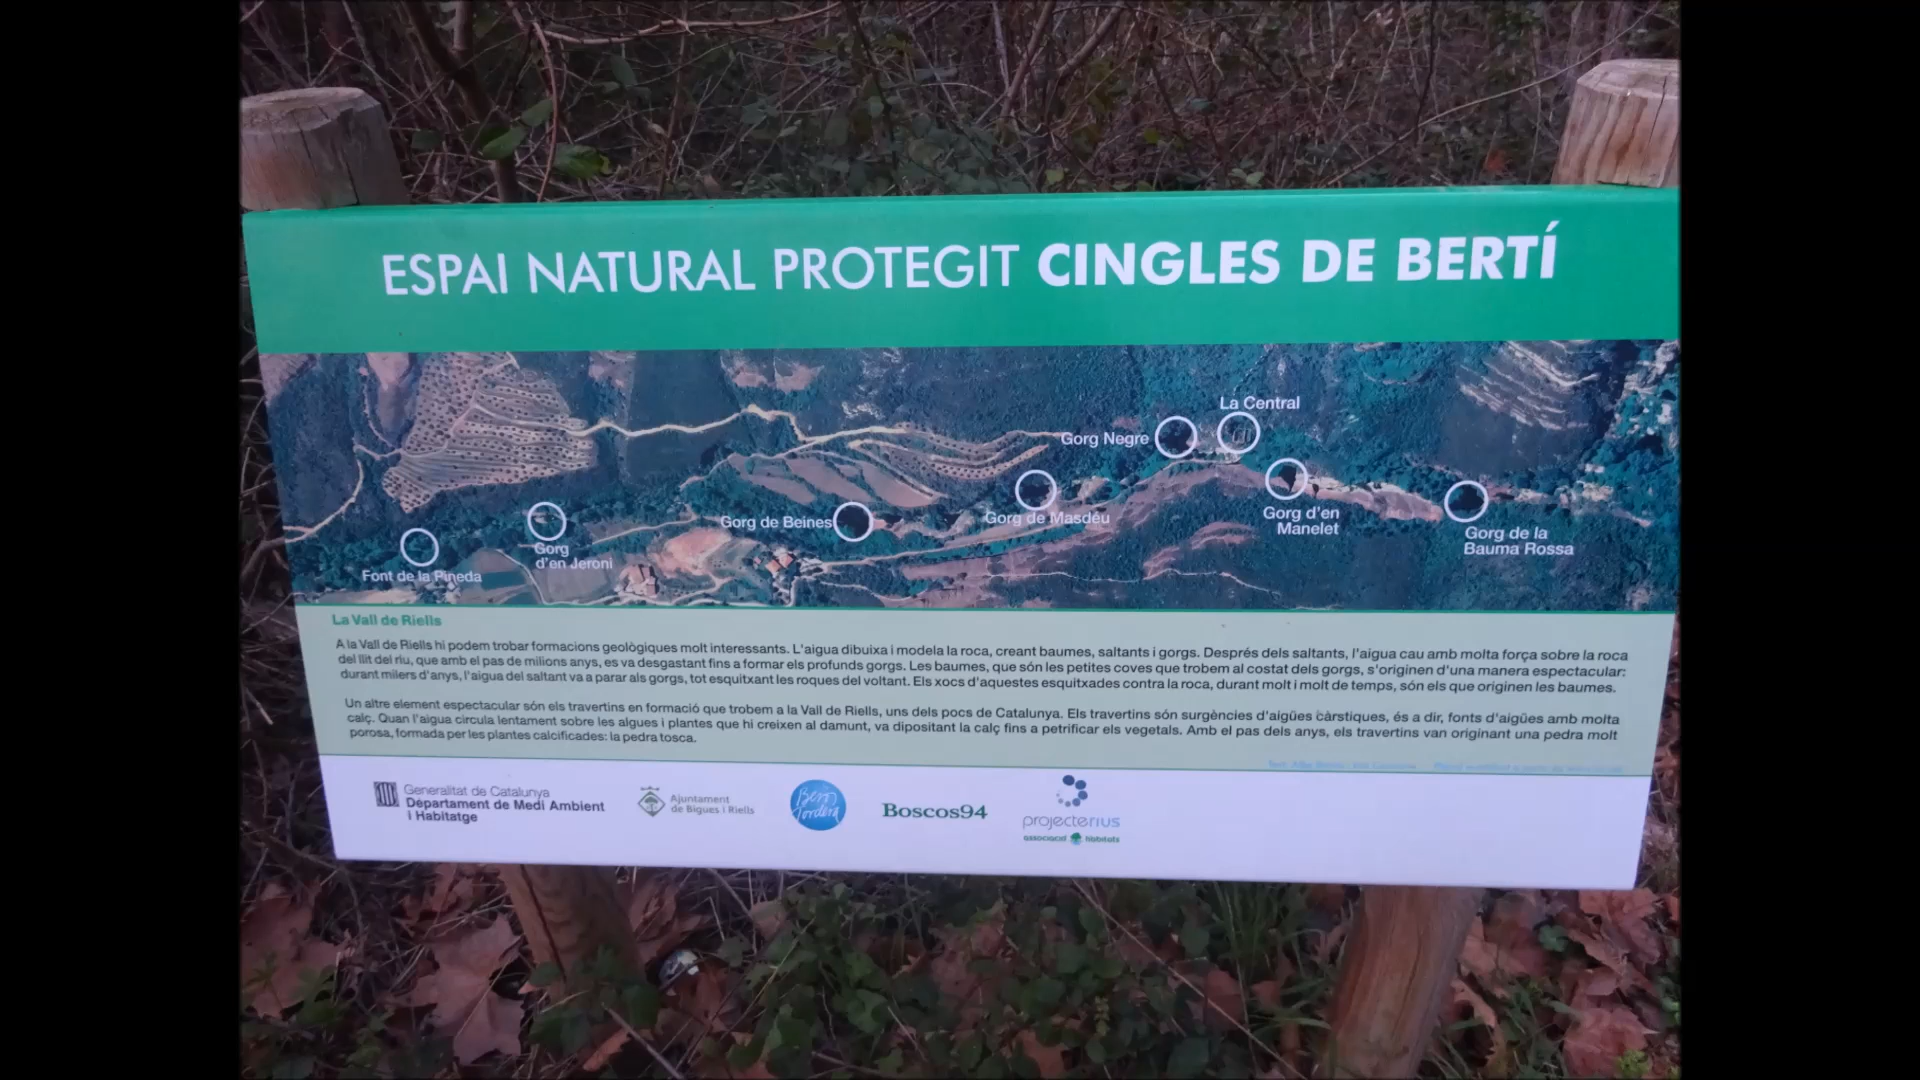 ESPAI NATURAL PROTEGIT CINGLES DE BERTÍ
La Central
Gorg Negre
Gorg de Masdéu
Gorg de Beines
Gorg d'en
Manelet
Gorg de la
Bauma Rossa
Gorg
d'en Jeroni
Font de la Pineda
La Vall de Riells
A la Vall de Riells hi podem trobar formacions geològiques molt interessants. L'aigua dibuixa i modela la roca, creant baumes, saltants i gorgs. Després dels saltants, l'aigua cau amb molta força sobre la roca
del llit del riu, que amb el pas de milions anys, es va desgastant fins a formar els profunds gorgs. Les baumes, que són les petites coves que trobem al costat dels gorgs, s'originen d'una manera espectacular:
durant milers d'anys, l'aigua del saltant va a parar als gorgs, tot esquitxant les roques del voltant. Els xocs d'aquestes esquitxades contra la roca, durant molt i molt de temps, són els que originen les baumes.
Un altre element espectacular són els travertins en formació que trobem a la Vall de Riells, uns dels pocs de Catalunya. Els travertins són surgències d'aigües càrstiques, és a dir, fonts d'aigües amb molta
calç. Quan l'aigua circula lentament sobre les algues i plantes que hi creixen al damunt, va dipositant la calç fins a petrificar els vegetals. Amb el pas dels anys, els travertins van originant una pedra molt
porosa, formada per les plantes calcificades: la pedra tosca.
Generalitat de Catalunya
Departament de Medi Ambient
i Habitatge
Ajuntament
de Bigues i Riells
Bertí
Tordera
Boscos94
projecterius
associació hàbitats